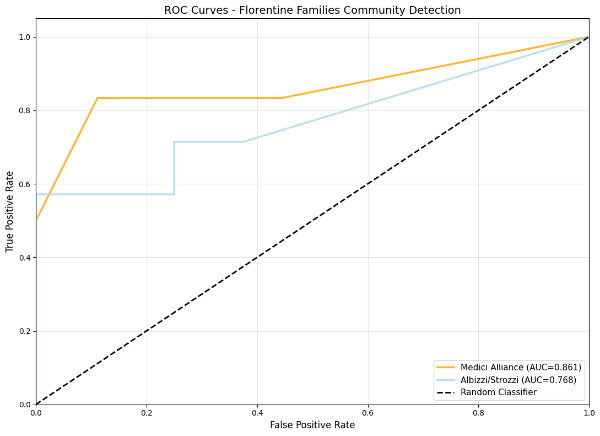 ROC Curves - Florentine Families Community Detection
True Positive Rate
1.0
0.8
0.6
0.4
0.2
0.0
0.0 0.2 0.4 0.6 0.8 1.0
False Positive Rate
Medici Alliance (AUC=0.861)
Albizzi/Strozzi (AUC=0.768)
Random Classifier